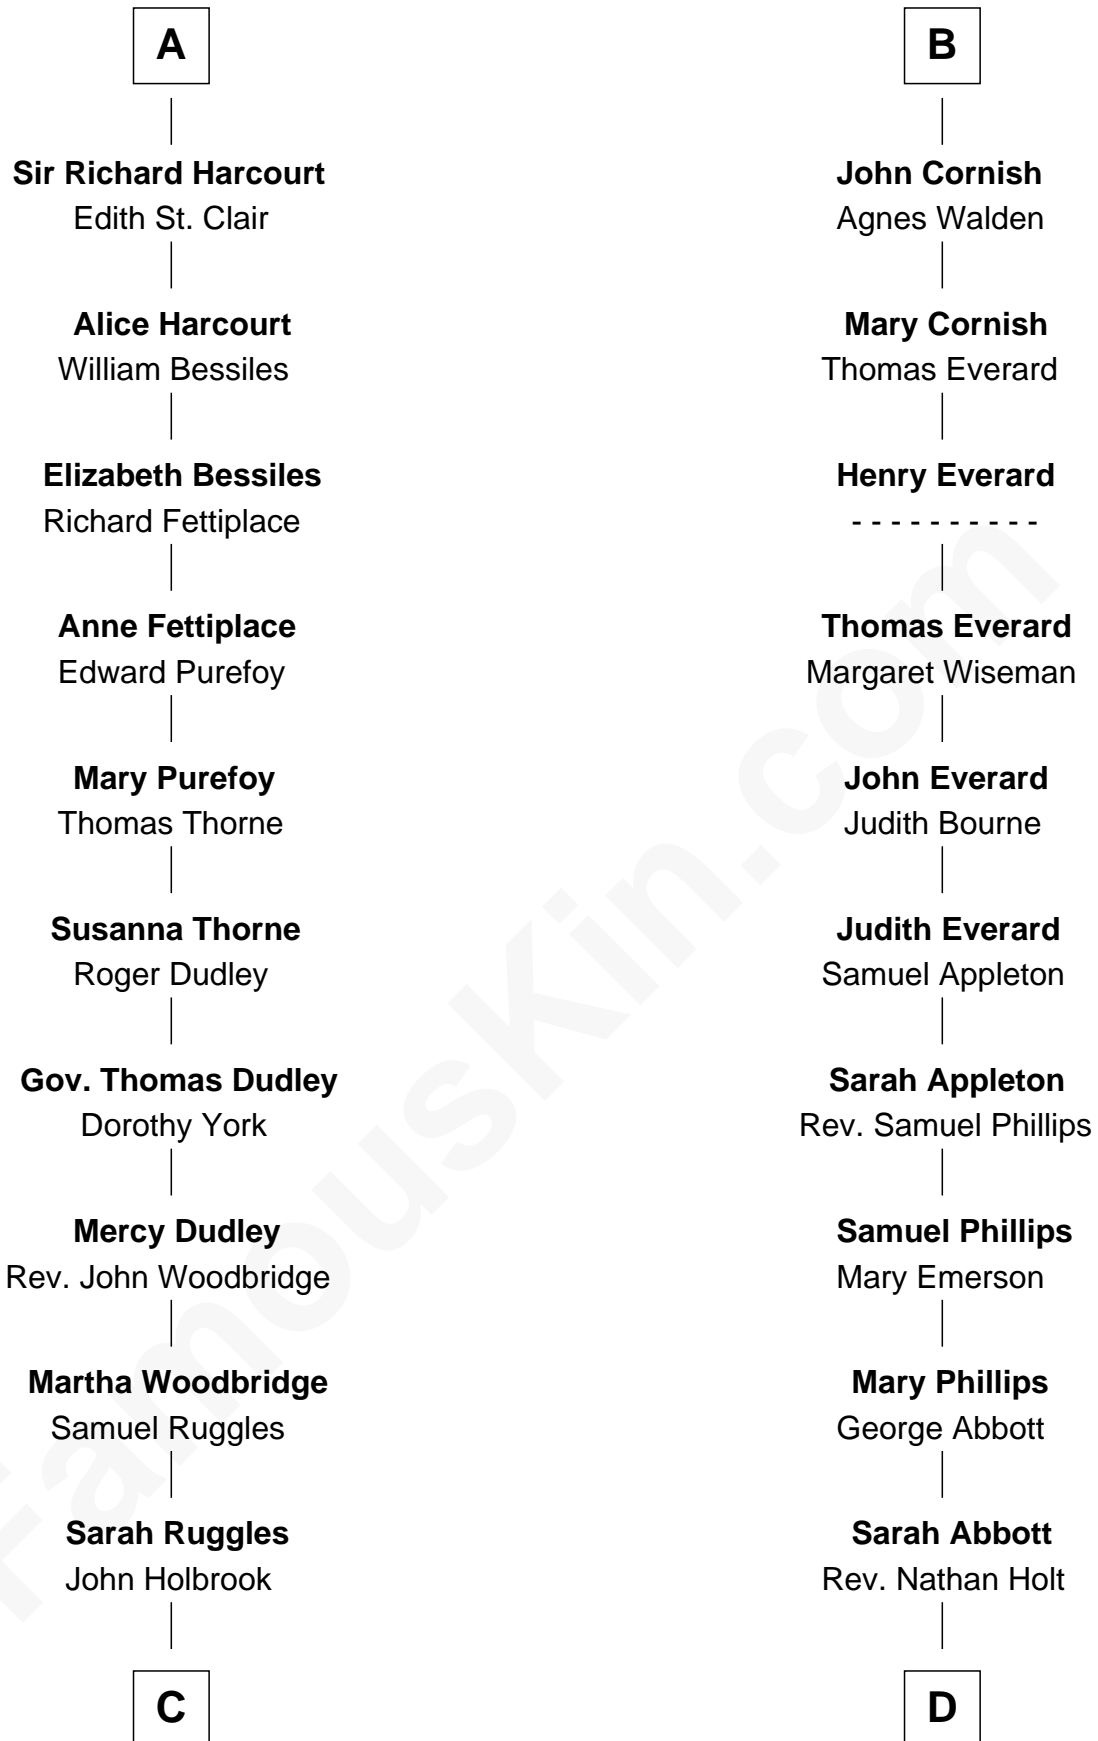 A
Sir Richard Harcourt
Edith St. Clair
Alice Harcourt
William Bessiles
Elizabeth Bessiles
Richard Fettiplace
Anne Fettiplace
Edward Purefoy
Mary Purefoy
Thomas Thorne
Susanna Thorne
Roger Dudley
Gov. Thomas Dudley
Dorothy York
Mercy Dudley
Rev. John Woodbridge
Martha Woodbridge
Samuel Ruggles
Sarah Ruggles
John Holbrook
C
B
John Cornish
Agnes Walden
Mary Cornish
Thomas Everard
Henry Everard
- - - - - - - - - -
Thomas Everard
Margaret Wiseman
John Everard
Judith Bourne
Judith Everard
Samuel Appleton
Sarah Appleton
Rev. Samuel Phillips
Samuel Phillips
Mary Emerson
Mary Phillips
George Abbott
Sarah Abbott
Rev. Nathan Holt
D
FamousKin.com